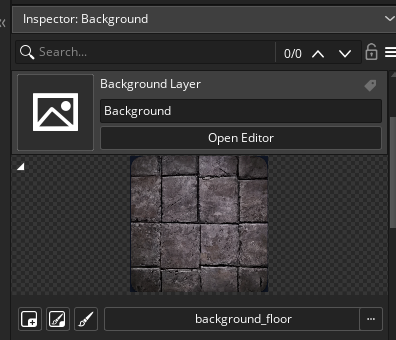 Inspector: Background
Search...
0/0
Background Layer
Background
Open Editor
background_floor
...